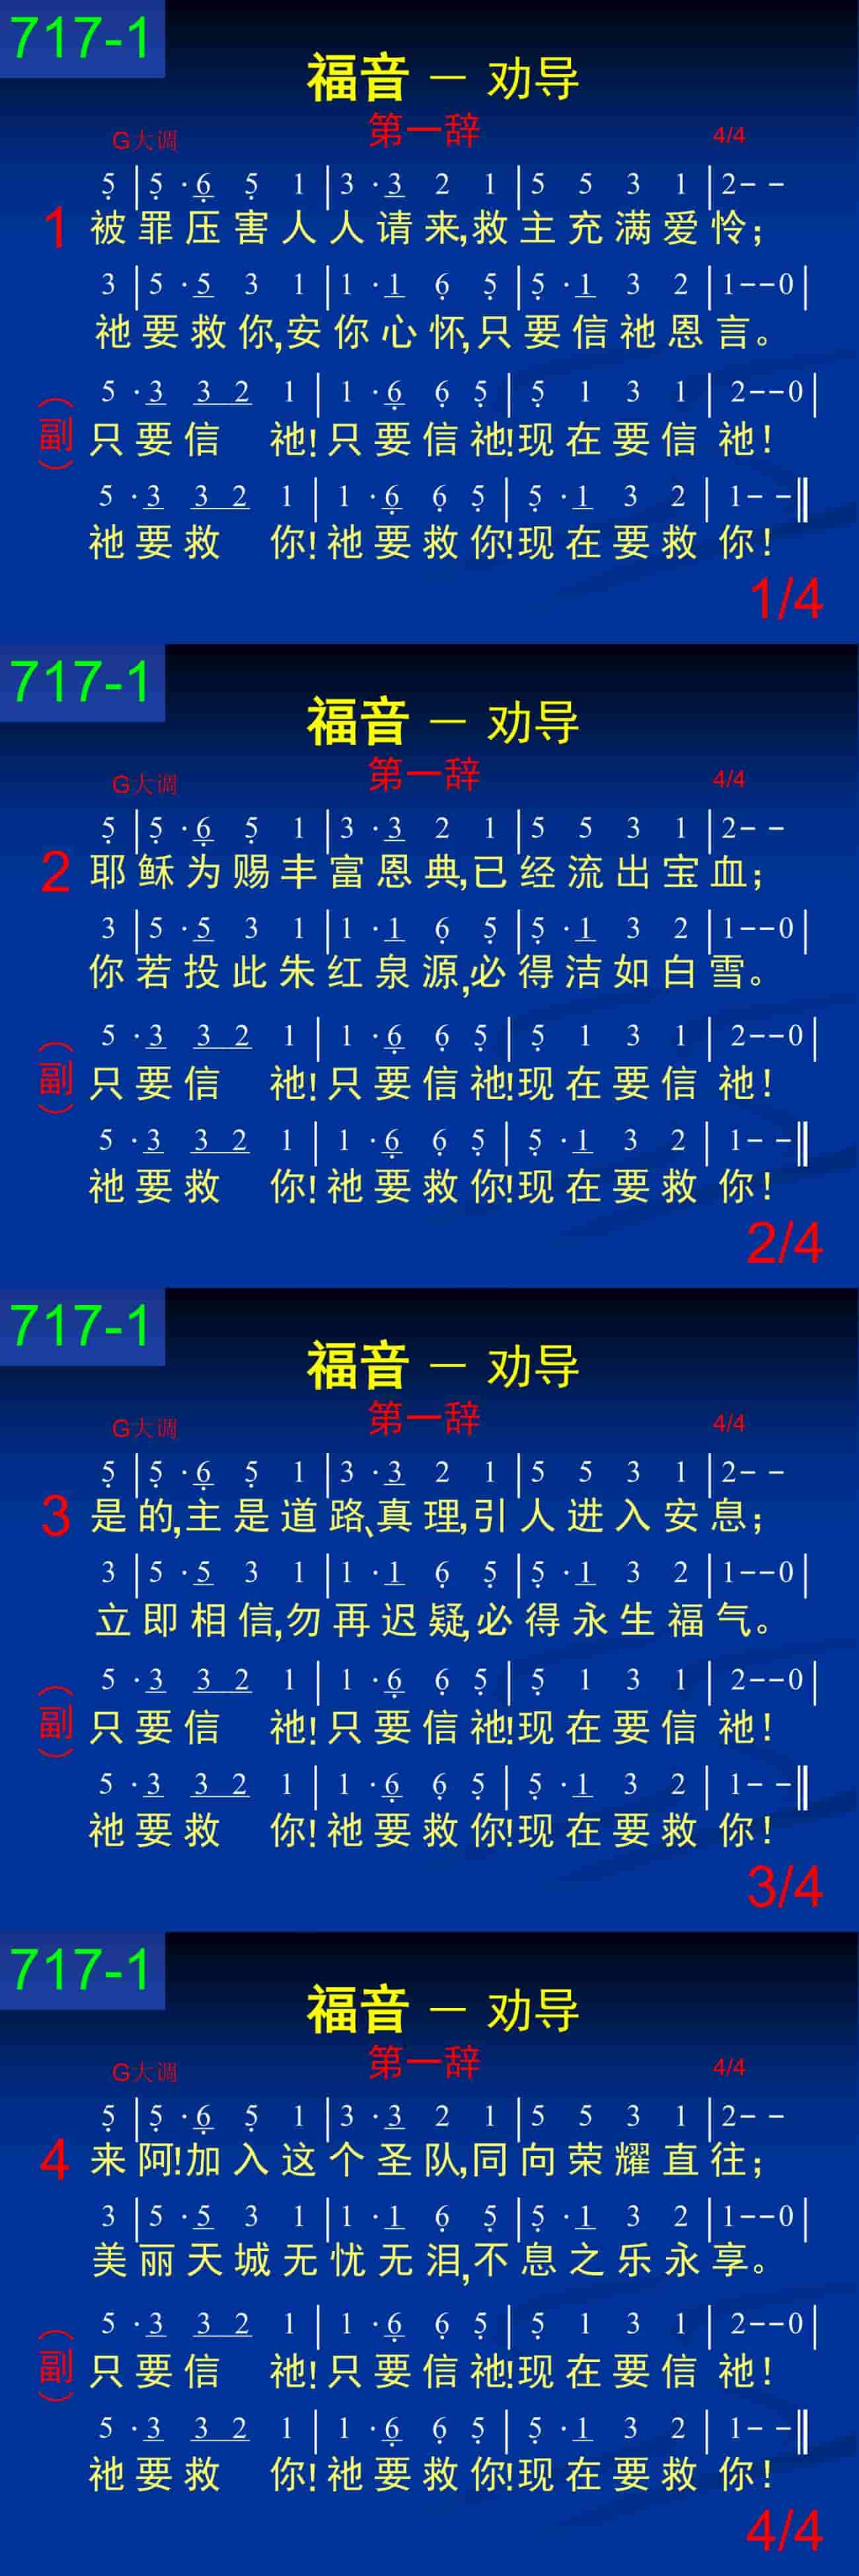 717-1
福音 － 劝导
第一辞
G大调 4/4
5 | 5 · 6 5 1 | 3 · 3 2 1 | 5 5 3 1 | 2 - -
1 被罪压害人人请来,救主充满爱怜；
3 | 5 · 5 3 1 | 1 · 1 6 5 | 5 · 1 3 2 | 1 - - 0 |
祂要救你,安你心怀,只要信祂恩言。
5 · 3 3 2 1 | 1 · 6 6 5 | 5 1 3 1 | 2 - - 0 |
（副） 只要信 祂!只要信祂!现在要信 祂！
5 · 3 3 2 1 | 1 · 6 6 5 | 5 · 1 3 2 | 1 - - ‖
祂要救 你!祂要救你!现在要救 你！
1/4
717-1
福音 － 劝导
第一辞
G大调 4/4
5 | 5 · 6 5 1 | 3 · 3 2 1 | 5 5 3 1 | 2 - -
2 耶稣为赐丰富恩典,已经流出宝血；
3 | 5 · 5 3 1 | 1 · 1 6 5 | 5 · 1 3 2 | 1 - - 0 |
你若投此朱红泉源,必得洁如白雪。
5 · 3 3 2 1 | 1 · 6 6 5 | 5 1 3 1 | 2 - - 0 |
（副） 只要信 祂!只要信祂!现在要信 祂！
5 · 3 3 2 1 | 1 · 6 6 5 | 5 · 1 3 2 | 1 - - ‖
祂要救 你!祂要救你!现在要救 你！
2/4
717-1
福音 － 劝导
第一辞
G大调 4/4
5 | 5 · 6 5 1 | 3 · 3 2 1 | 5 5 3 1 | 2 - -
3 是的,主是道路、真理,引人进入安息；
3 | 5 · 5 3 1 | 1 · 1 6 5 | 5 · 1 3 2 | 1 - - 0 |
立即相信,勿再迟疑,必得永生福气。
5 · 3 3 2 1 | 1 · 6 6 5 | 5 1 3 1 | 2 - - 0 |
（副） 只要信 祂!只要信祂!现在要信 祂！
5 · 3 3 2 1 | 1 · 6 6 5 | 5 · 1 3 2 | 1 - - ‖
祂要救 你!祂要救你!现在要救 你！
3/4
717-1
福音 － 劝导
第一辞
G大调 4/4
5 | 5 · 6 5 1 | 3 · 3 2 1 | 5 5 3 1 | 2 - -
4 来阿!加入这个圣队,同向荣耀直往；
3 | 5 · 5 3 1 | 1 · 1 6 5 | 5 · 1 3 2 | 1 - - 0 |
美丽天城无忧无泪,不息之乐永享。
5 · 3 3 2 1 | 1 · 6 6 5 | 5 1 3 1 | 2 - - 0 |
（副） 只要信 祂!只要信祂!现在要信 祂！
5 · 3 3 2 1 | 1 · 6 6 5 | 5 · 1 3 2 | 1 - - ‖
祂要救 你!祂要救你!现在要救 你！
4/4